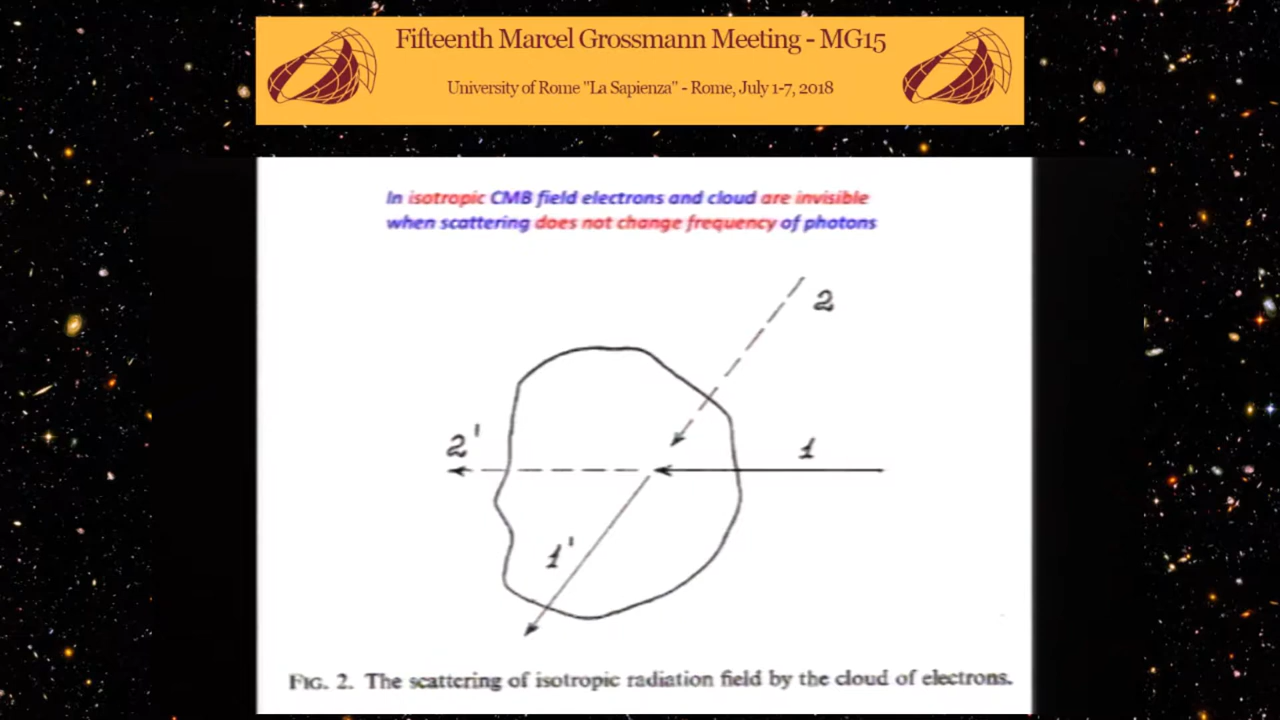 Fifteenth Marcel Grossmann Meeting - MG15
University of Rome "La Sapienza" - Rome, July 1-7, 2018
In isotropic CMB field electrons and cloud are invisible
when scattering does not change frequency of photons
2
2'
1
1'
FIG. 2. The scattering of isotropic radiation field by the cloud of electrons.